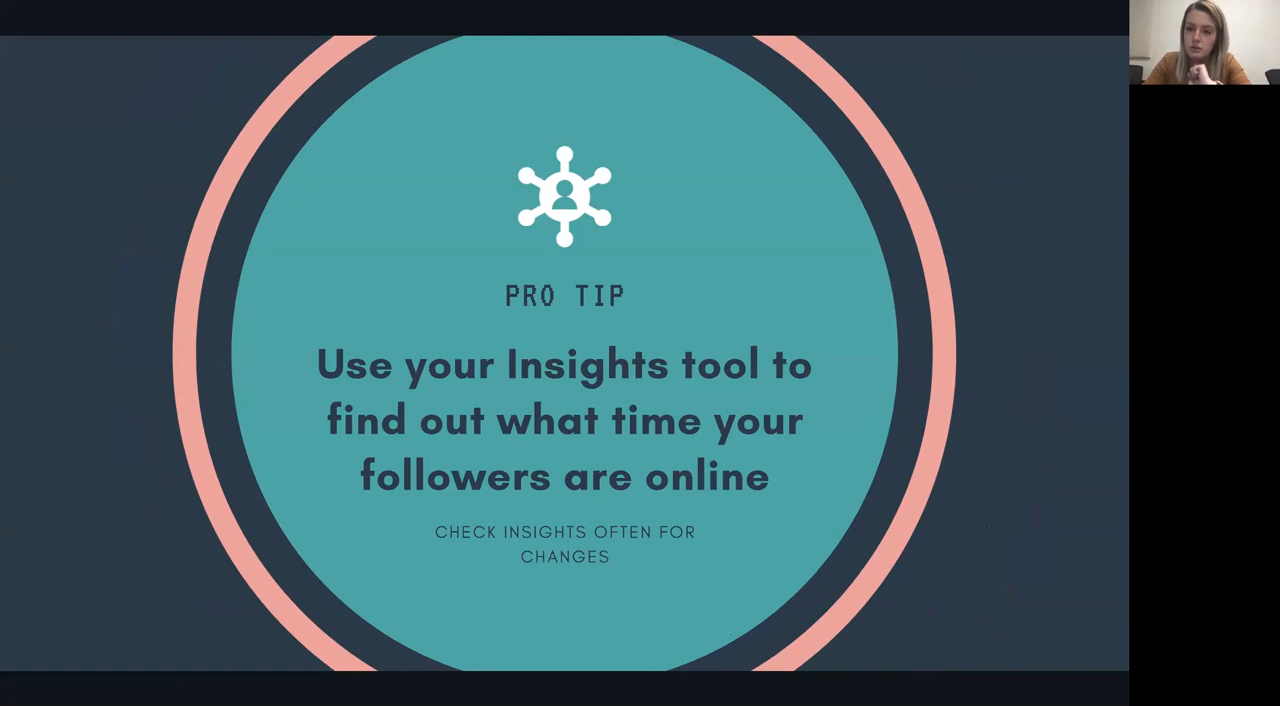 PRO TIP
Use your Insights tool to
find out what time your
followers are online
CHECK INSIGHTS OFTEN FOR
CHANGES